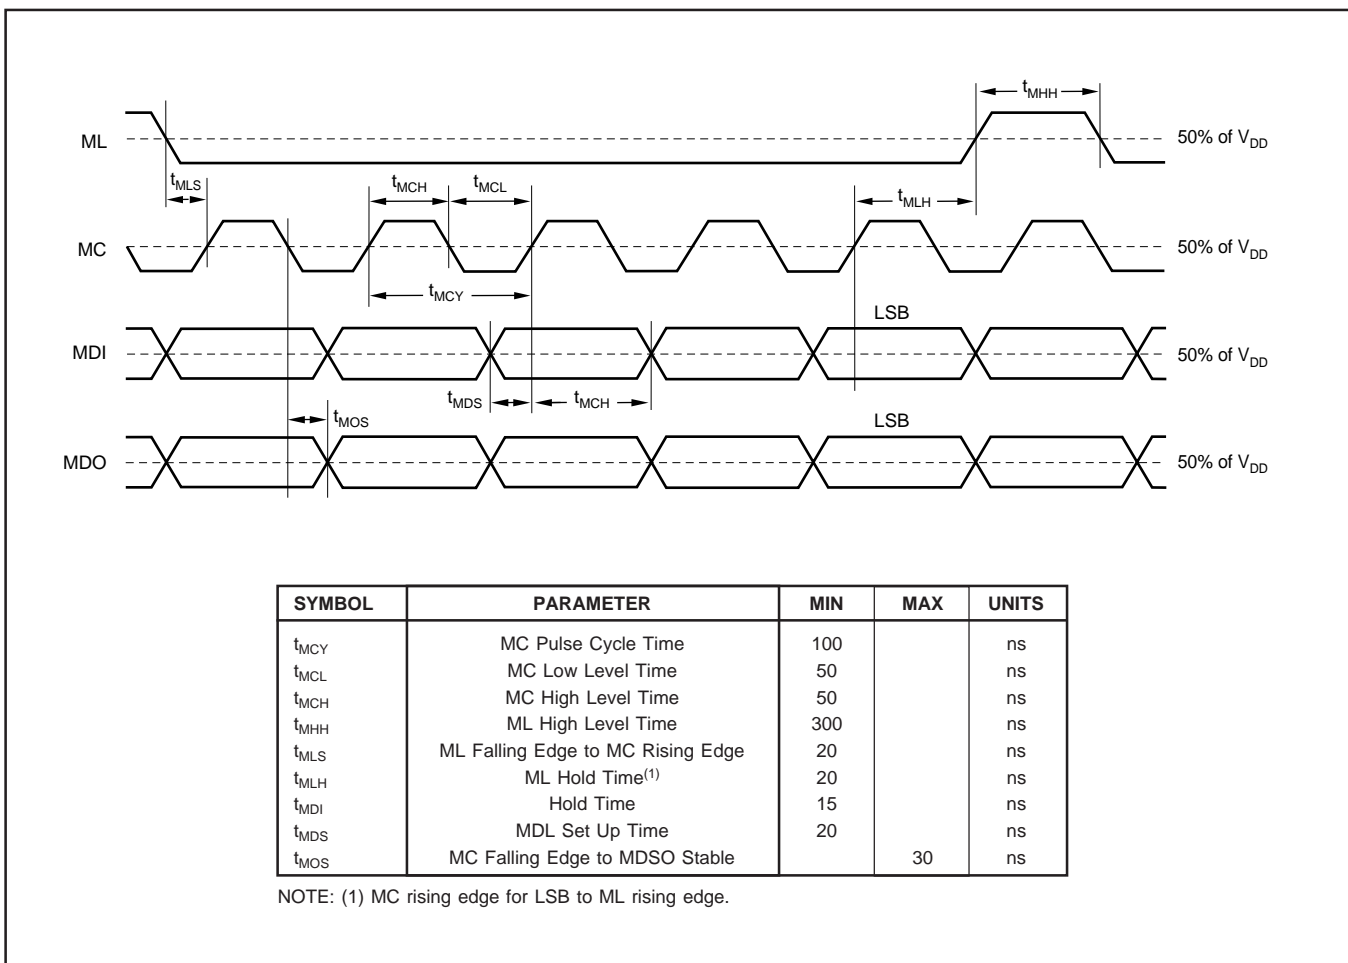 tMHH
ML
50% of VDD
tMLS
tMCH
tMCL
tMLH
MC
50% of VDD
tMCY
LSB
MDI
50% of VDD
tMDS
tMCH
tMOS
LSB
MDO
50% of VDD
SYMBOL PARAMETER MIN MAX UNITS
tMCY MC Pulse Cycle Time 100 ns
tMCL MC Low Level Time 50 ns
tMCH MC High Level Time 50 ns
tMHH ML High Level Time 300 ns
tMLS ML Falling Edge to MC Rising Edge 20 ns
tMLH ML Hold Time(1) 20 ns
tMDI Hold Time 15 ns
tMDS MDL Set Up Time 20 ns
tMOS MC Falling Edge to MDSO Stable 30 ns
NOTE: (1) MC rising edge for LSB to ML rising edge.